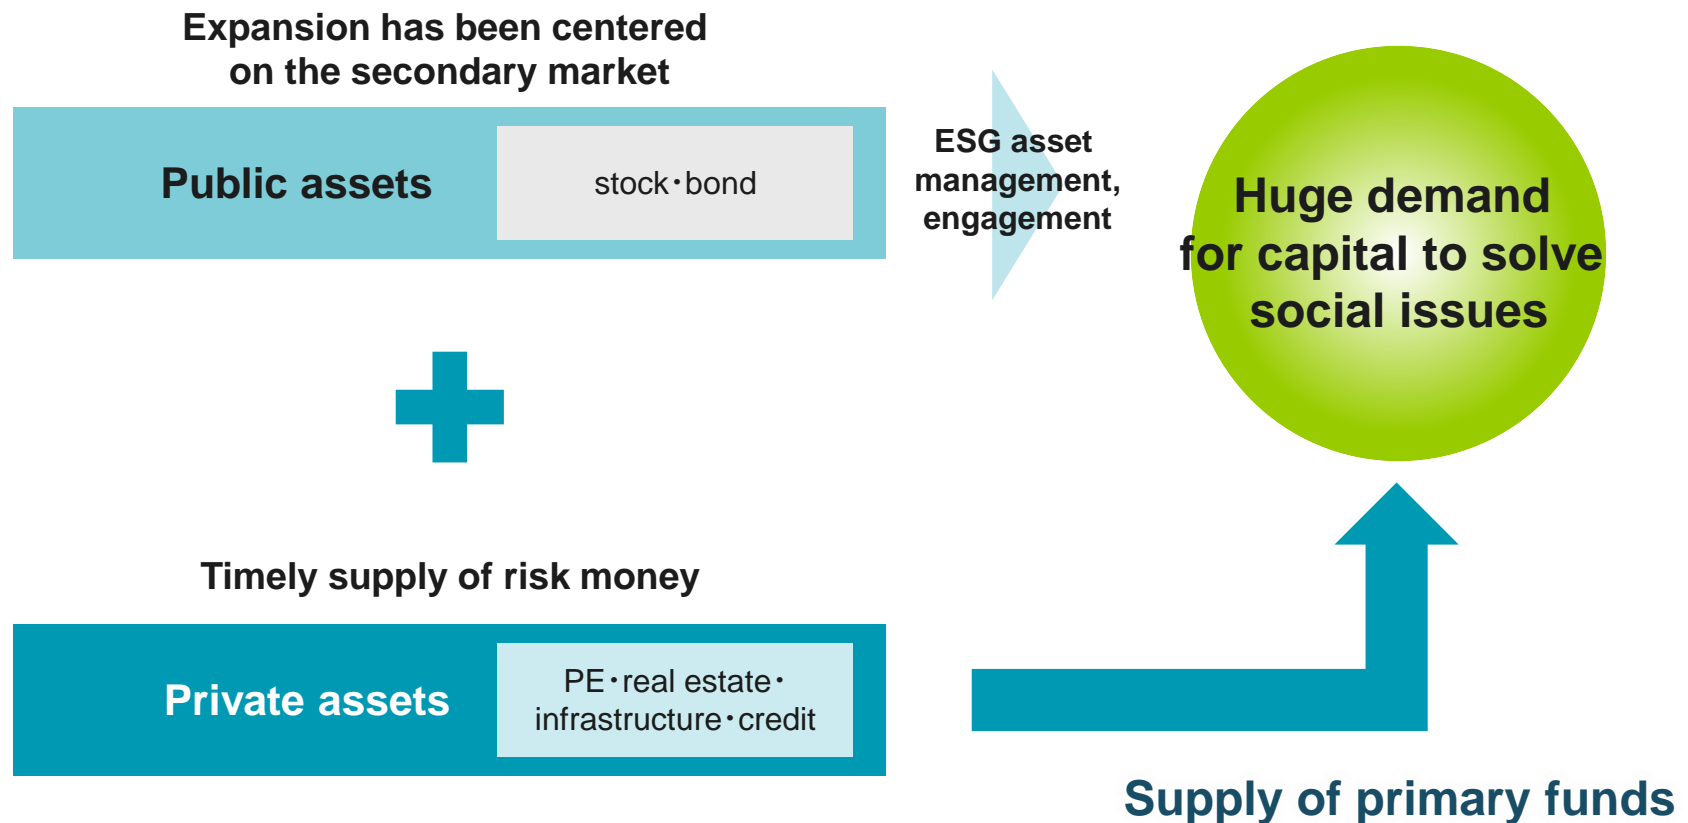 Expansion has been centered
on the secondary market
Public assets
stock・bond
ESG asset
management,
engagement
Huge demand
for capital to solve
social issues
Timely supply of risk money
Private assets
PE・real estate・
infrastructure・credit
Supply of primary funds